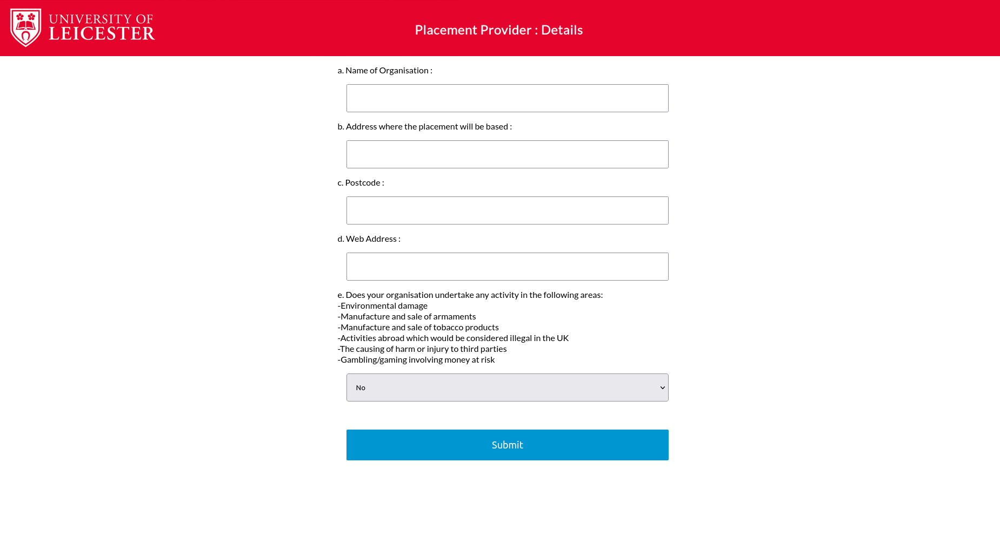 UNIVERSITY OF
LEICESTER
Placement Provider : Details
a. Name of Organisation :
b. Address where the placement will be based :
c. Postcode :
d. Web Address :
e. Does your organisation undertake any activity in the following areas:
-Environmental damage
-Manufacture and sale of armaments
-Manufacture and sale of tobacco products
-Activities abroad which would be considered illegal in the UK
-The causing of harm or injury to third parties
-Gambling/gaming involving money at risk
No
Submit